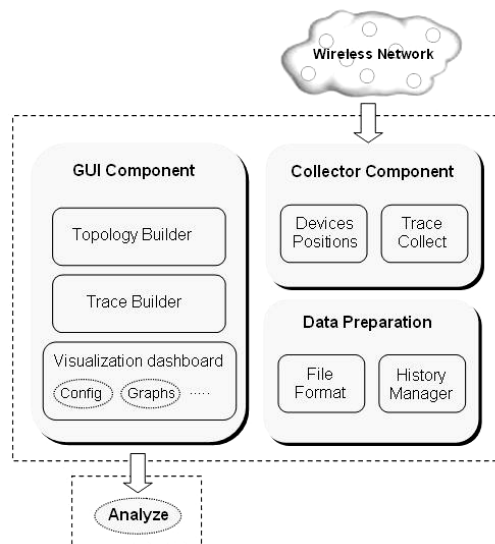 Wireless Network
GUI Component
Topology Builder
Trace Builder
Visualization dashboard
Config
Graphs
.....
Collector Component
Devices
Positions
Trace
Collect
Data Preparation
File
Format
History
Manager
Analyze